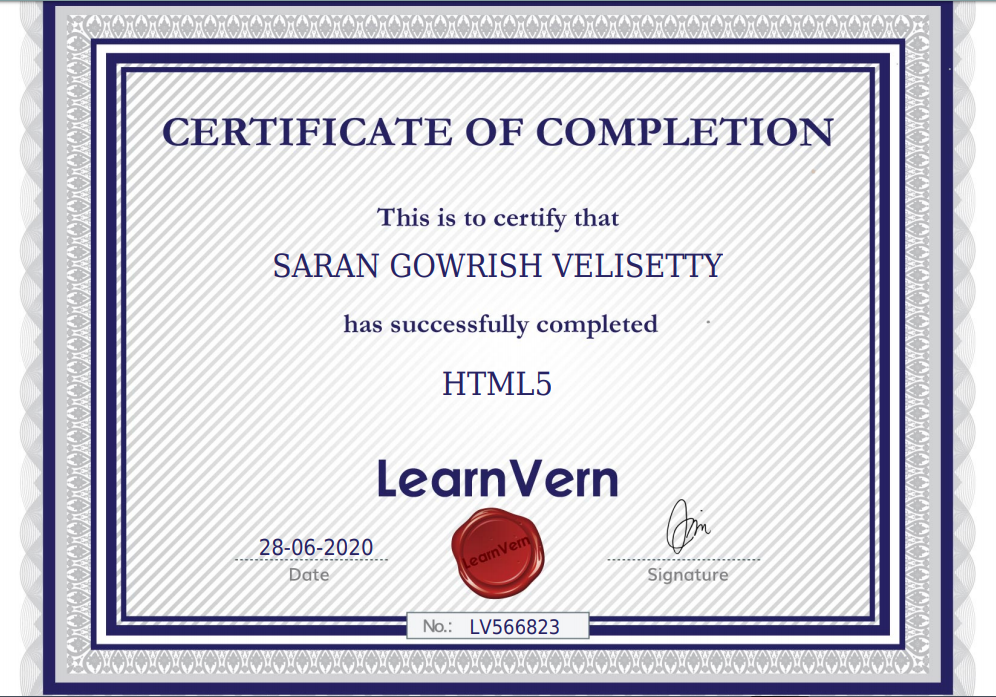 CERTIFICATE OF COMPLETION
This is to certify that
SARAN GOWRISH VELISETTY
has successfully completed
HTML5
LearnVern
LearnVern
28-06-2020
Date
Signature
No.: LV566823